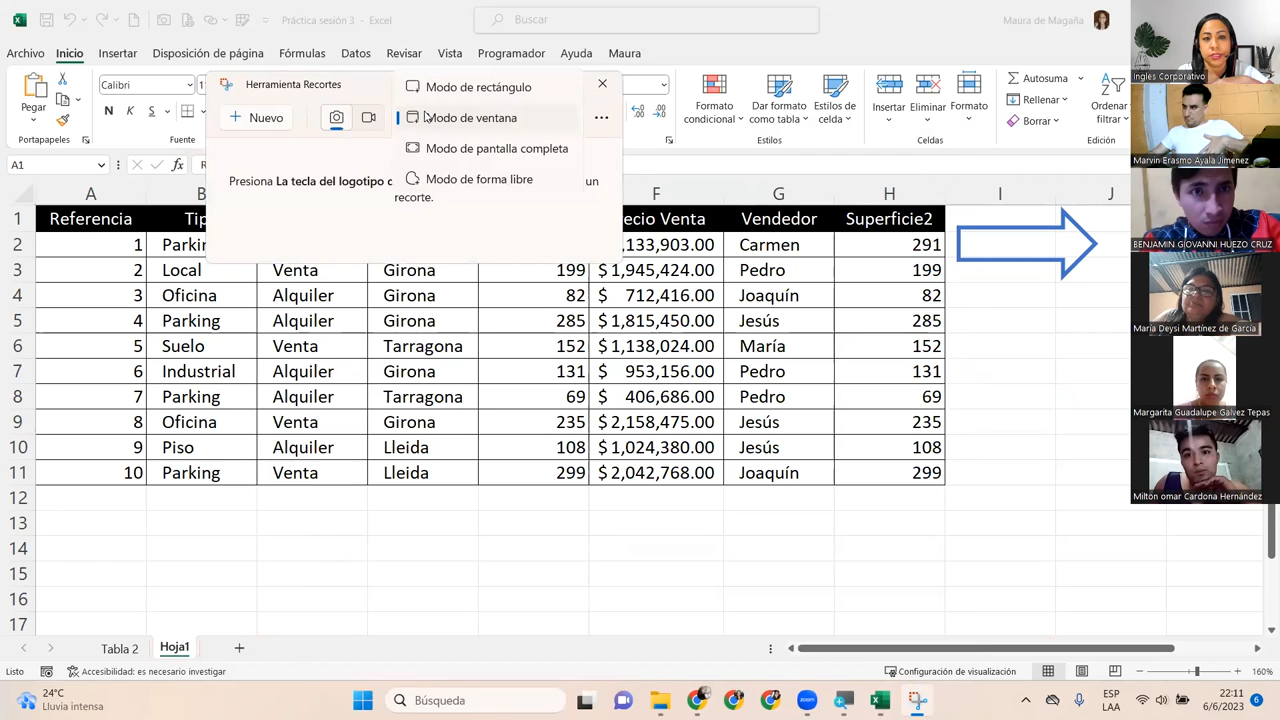 Práctica sesión 3 - Excel
Buscar
Maura de Magaña
Archivo Inicio Insertar Disposición de página Fórmulas Datos Revisar Vista Programador Ayuda Maura
Pegar
Portapapeles
Calibri
N K S
Fuente
Herramienta Recortes
Nuevo
Modo de rectángulo
Modo de ventana
Modo de pantalla completa
Modo de forma libre
Presiona La tecla del logotipo c
un
recorte.
Formato condicional
Dar formato como tabla
Estilos de celda
Estilos
Insertar
Eliminar
Formato
Celdas
Autosuma
Rellenar
Borrar
Ordenar
Edición
A1
fx
A B F G H I J
1 Referencia Tip ecio Venta Vendedor Superficie2
2 1 Parkin ,133,903.00 Carmen 291
3 2 Local Venta Girona 199 $ 1,945,424.00 Pedro 199
4 3 Oficina Alquiler Girona 82 $ 712,416.00 Joaquín 82
5 4 Parking Alquiler Girona 285 $ 1,815,450.00 Jesús 285
6 5 Suelo Venta Tarragona 152 $ 1,138,024.00 María 152
7 6 Industrial Alquiler Girona 131 $ 953,156.00 Pedro 131
8 7 Parking Alquiler Tarragona 69 $ 406,686.00 Pedro 69
9 8 Oficina Venta Girona 235 $ 2,158,475.00 Jesús 235
10 9 Piso Alquiler Lleida 108 $ 1,024,380.00 Jesús 108
11 10 Parking Venta Lleida 299 $ 2,042,768.00 Joaquín 299
12
13
14
15
16
17
Ingles Corporativo
Marvin Erasmo Ayala Jimenez
BENJAMIN GIOVANNI HUEZO CRUZ
María Deysi Martínez de García
Margarita Guadalupe Gálvez Tepas
Milton omar Cardona Hernández
Tabla 2 Hoja1
Listo
Accesibilidad: es necesario investigar
Configuración de visualización
160%
24°C
Lluvia intensa
Búsqueda
zoom
ESP
LAA
22:11
6/6/2023
6